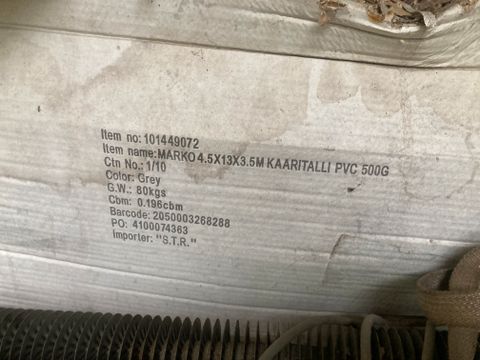 Item no: 101449072
Item name: MARKO 4.5X13X3.5M KAARITALLI PVC 500G
Ctn No.: 1/10
Color: Grey
G.W.: 80kgs
Cbm: 0.196cbm
Barcode: 2050003268288
PO: 4100074363
Importer: "S.T.R."